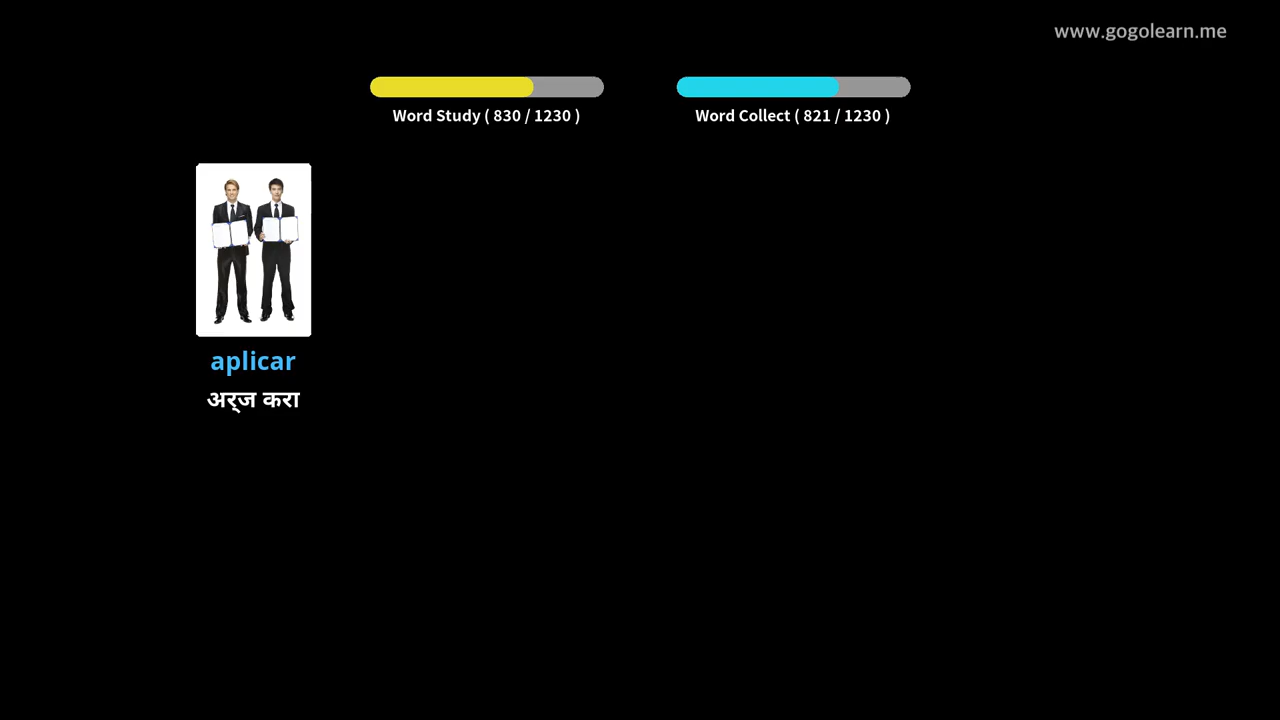 www.gogolearn.me
Word Study ( 830 / 1230 )
Word Collect ( 821 / 1230 )
aplicar
अर्ज करा